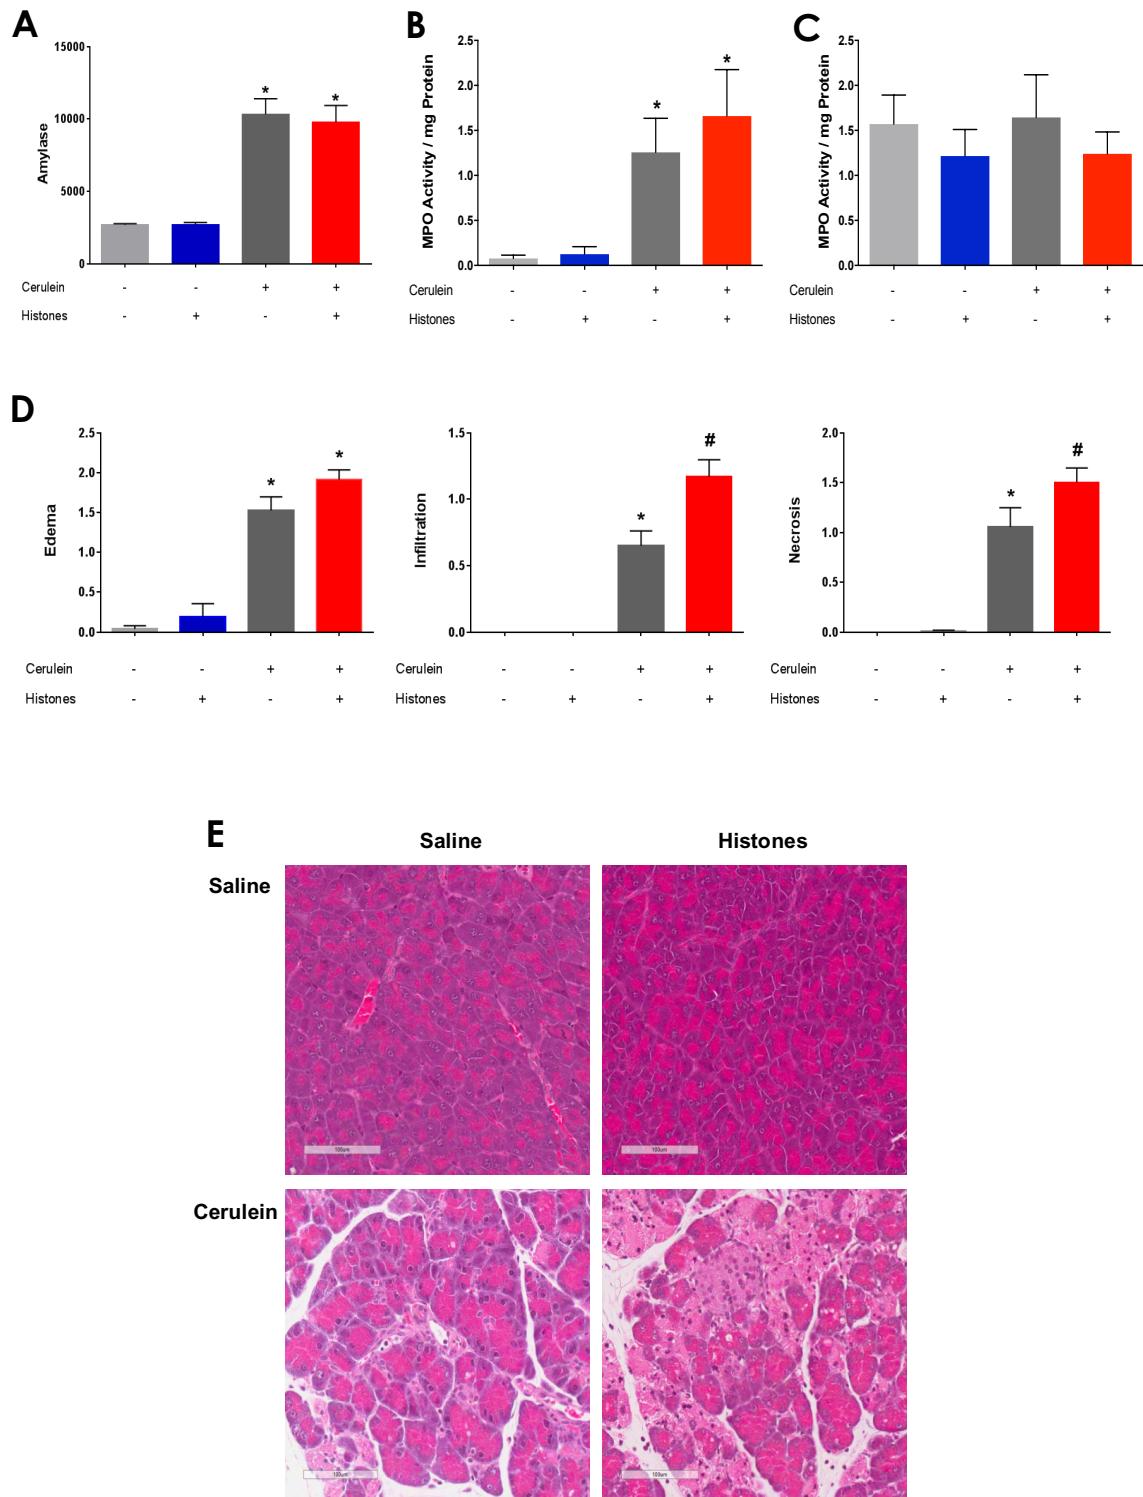 A
B
C
Amylase
15000
10000
5000
0
* *
Cerulein - - + +
Histones - + - +
MPO Activity / mg Protein
2.5
2.0
1.5
1.0
0.5
0.0
* *
Cerulein - - + +
Histones - + - +
MPO Activity / mg Protein
2.5
2.0
1.5
1.0
0.5
0.0
Cerulein - - + +
Histones - + - +
D
Edema
2.5
2.0
1.5
1.0
0.5
0.0
* *
Cerulein - - + +
Histones - + - +
Infiltration
1.5
1.0
0.5
0.0
* #
Cerulein - - + +
Histones - + - +
Necrosis
2.0
1.5
1.0
0.5
0.0
* #
Cerulein - - + +
Histones - + - +
E
Saline Histones
Saline
100um 100um
Cerulein
100um 100um